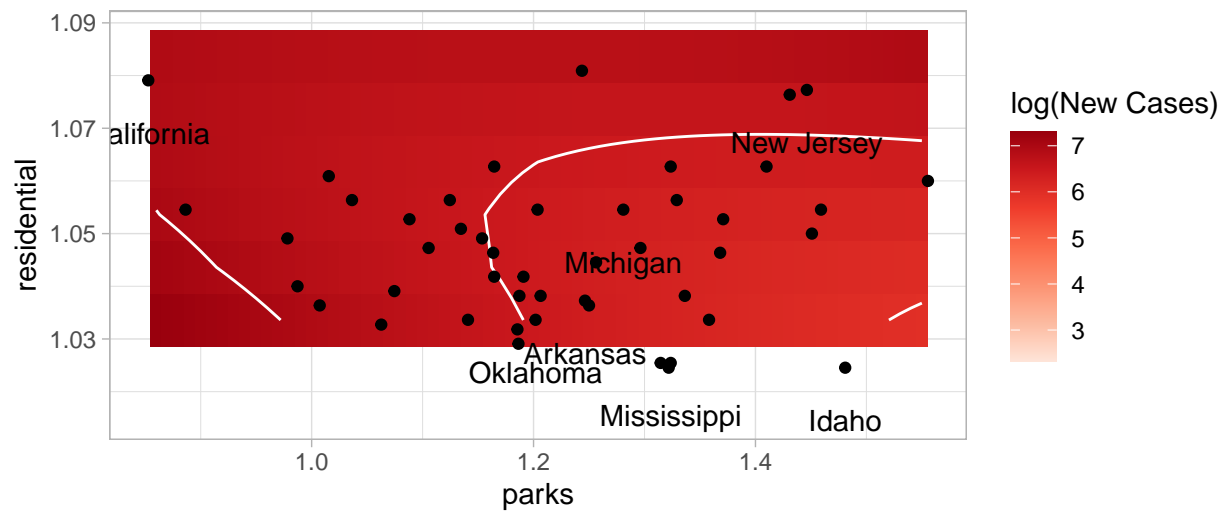 1.09
1.07
1.05
1.03
residential
alifornia
New Jersey
Michigan
Arkansas
Oklahoma
Mississippi
Idaho
1.0
1.2
1.4
parks
log(New Cases)
7
6
5
4
3